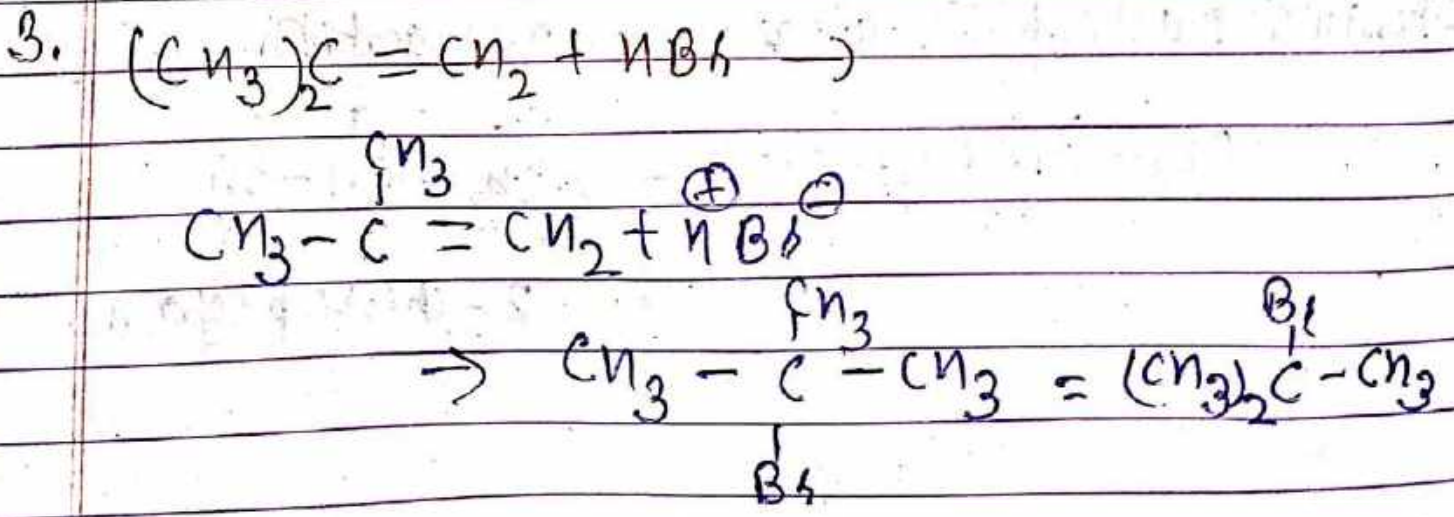 3. (CH3)2C = CH2 + HBr →
CH3
CH3 - C = CH2 + H⊕ Br⊖
CH3 Br
→ CH3 - C - CH3 = (CH3)2C - CH3
Br